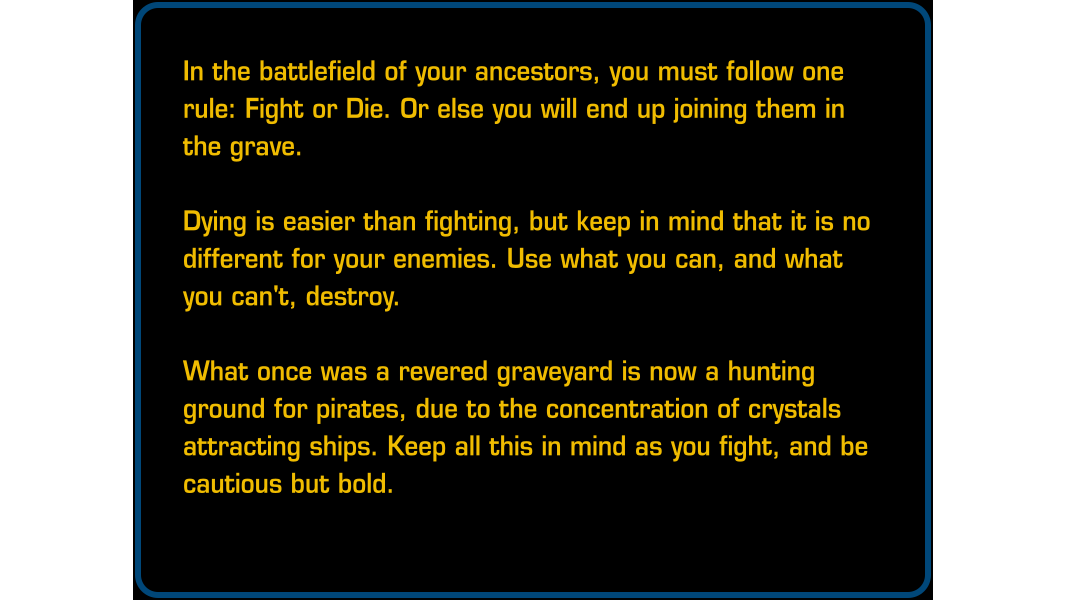 In the battlefield of your ancestors, you must follow one
rule: Fight or Die. Or else you will end up joining them in
the grave.
Dying is easier than fighting, but keep in mind that it is no
different for your enemies. Use what you can, and what
you can't, destroy.
What once was a revered graveyard is now a hunting
ground for pirates, due to the concentration of crystals
attracting ships. Keep all this in mind as you fight, and be
cautious but bold.